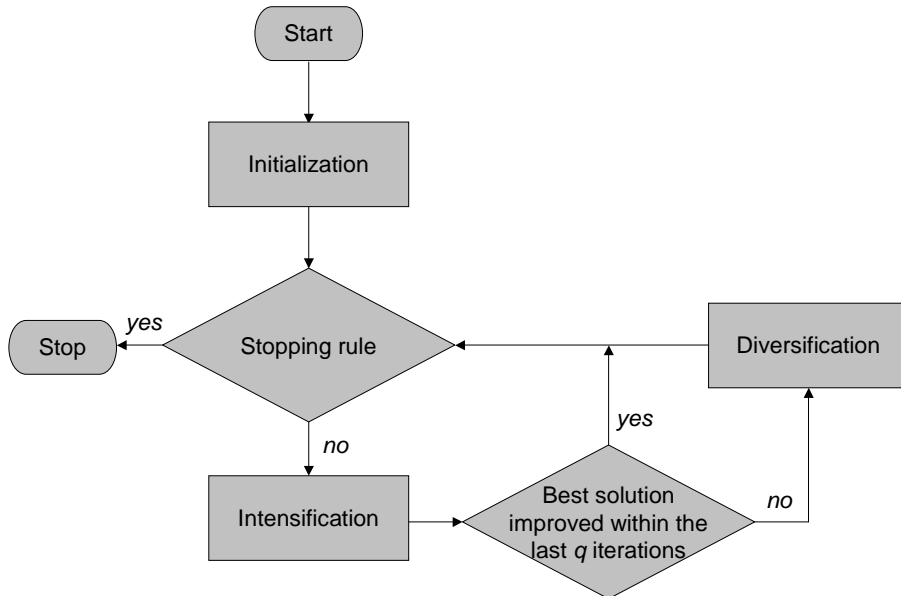 Start
Initialization
yes
Stop
Stopping rule
Diversification
yes
no
Intensification
Best solution
improved within the
last q iterations
no